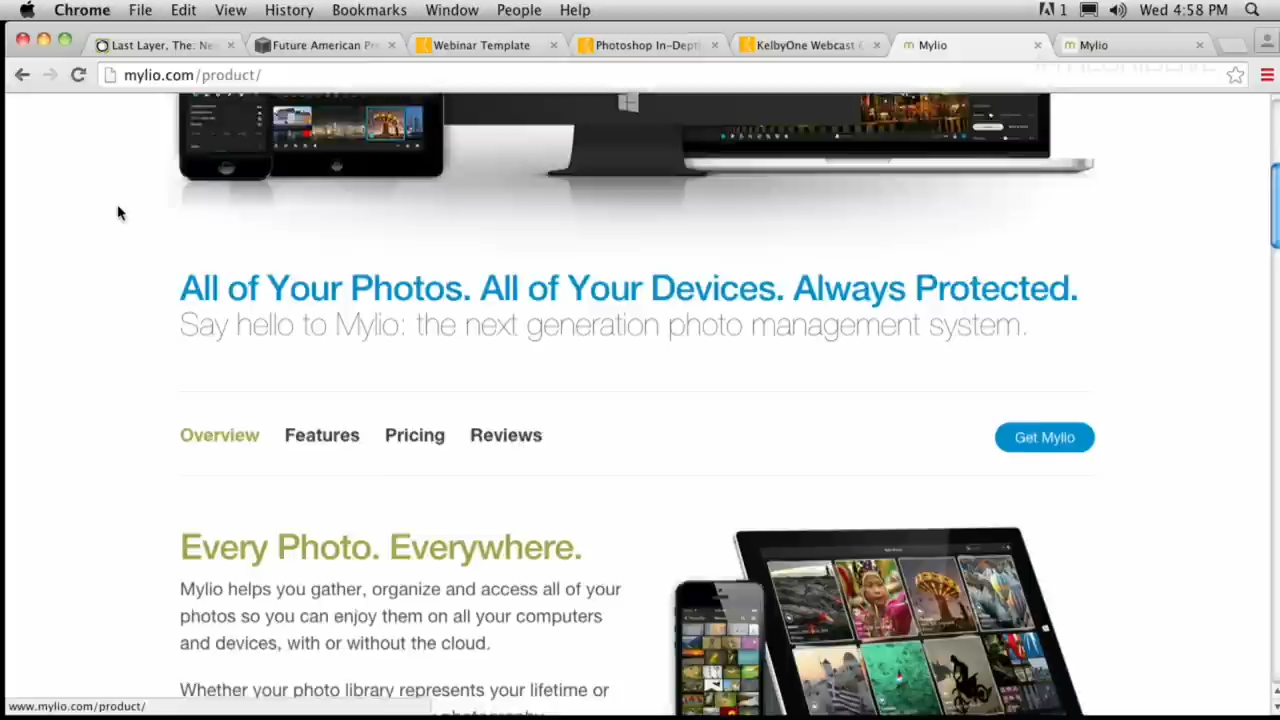 Chrome File Edit View History Bookmarks Window People Help
1 Wed 4:58 PM
Last Layer, The. Ne
Future American Pr
Webinar Template
Photoshop In-Dept
KelbyOne Webcast
Mylio
Mylio
mylio.com/product/
All of Your Photos. All of Your Devices. Always Protected.
Say hello to Mylio: the next generation photo management system.
Overview Features Pricing Reviews
Get Mylio
Every Photo. Everywhere.
Mylio helps you gather, organize and access all of your
photos so you can enjoy them on all your computers
and devices, with or without the cloud.
Whether your photo library represents your lifetime or
www.mylio.com/product/